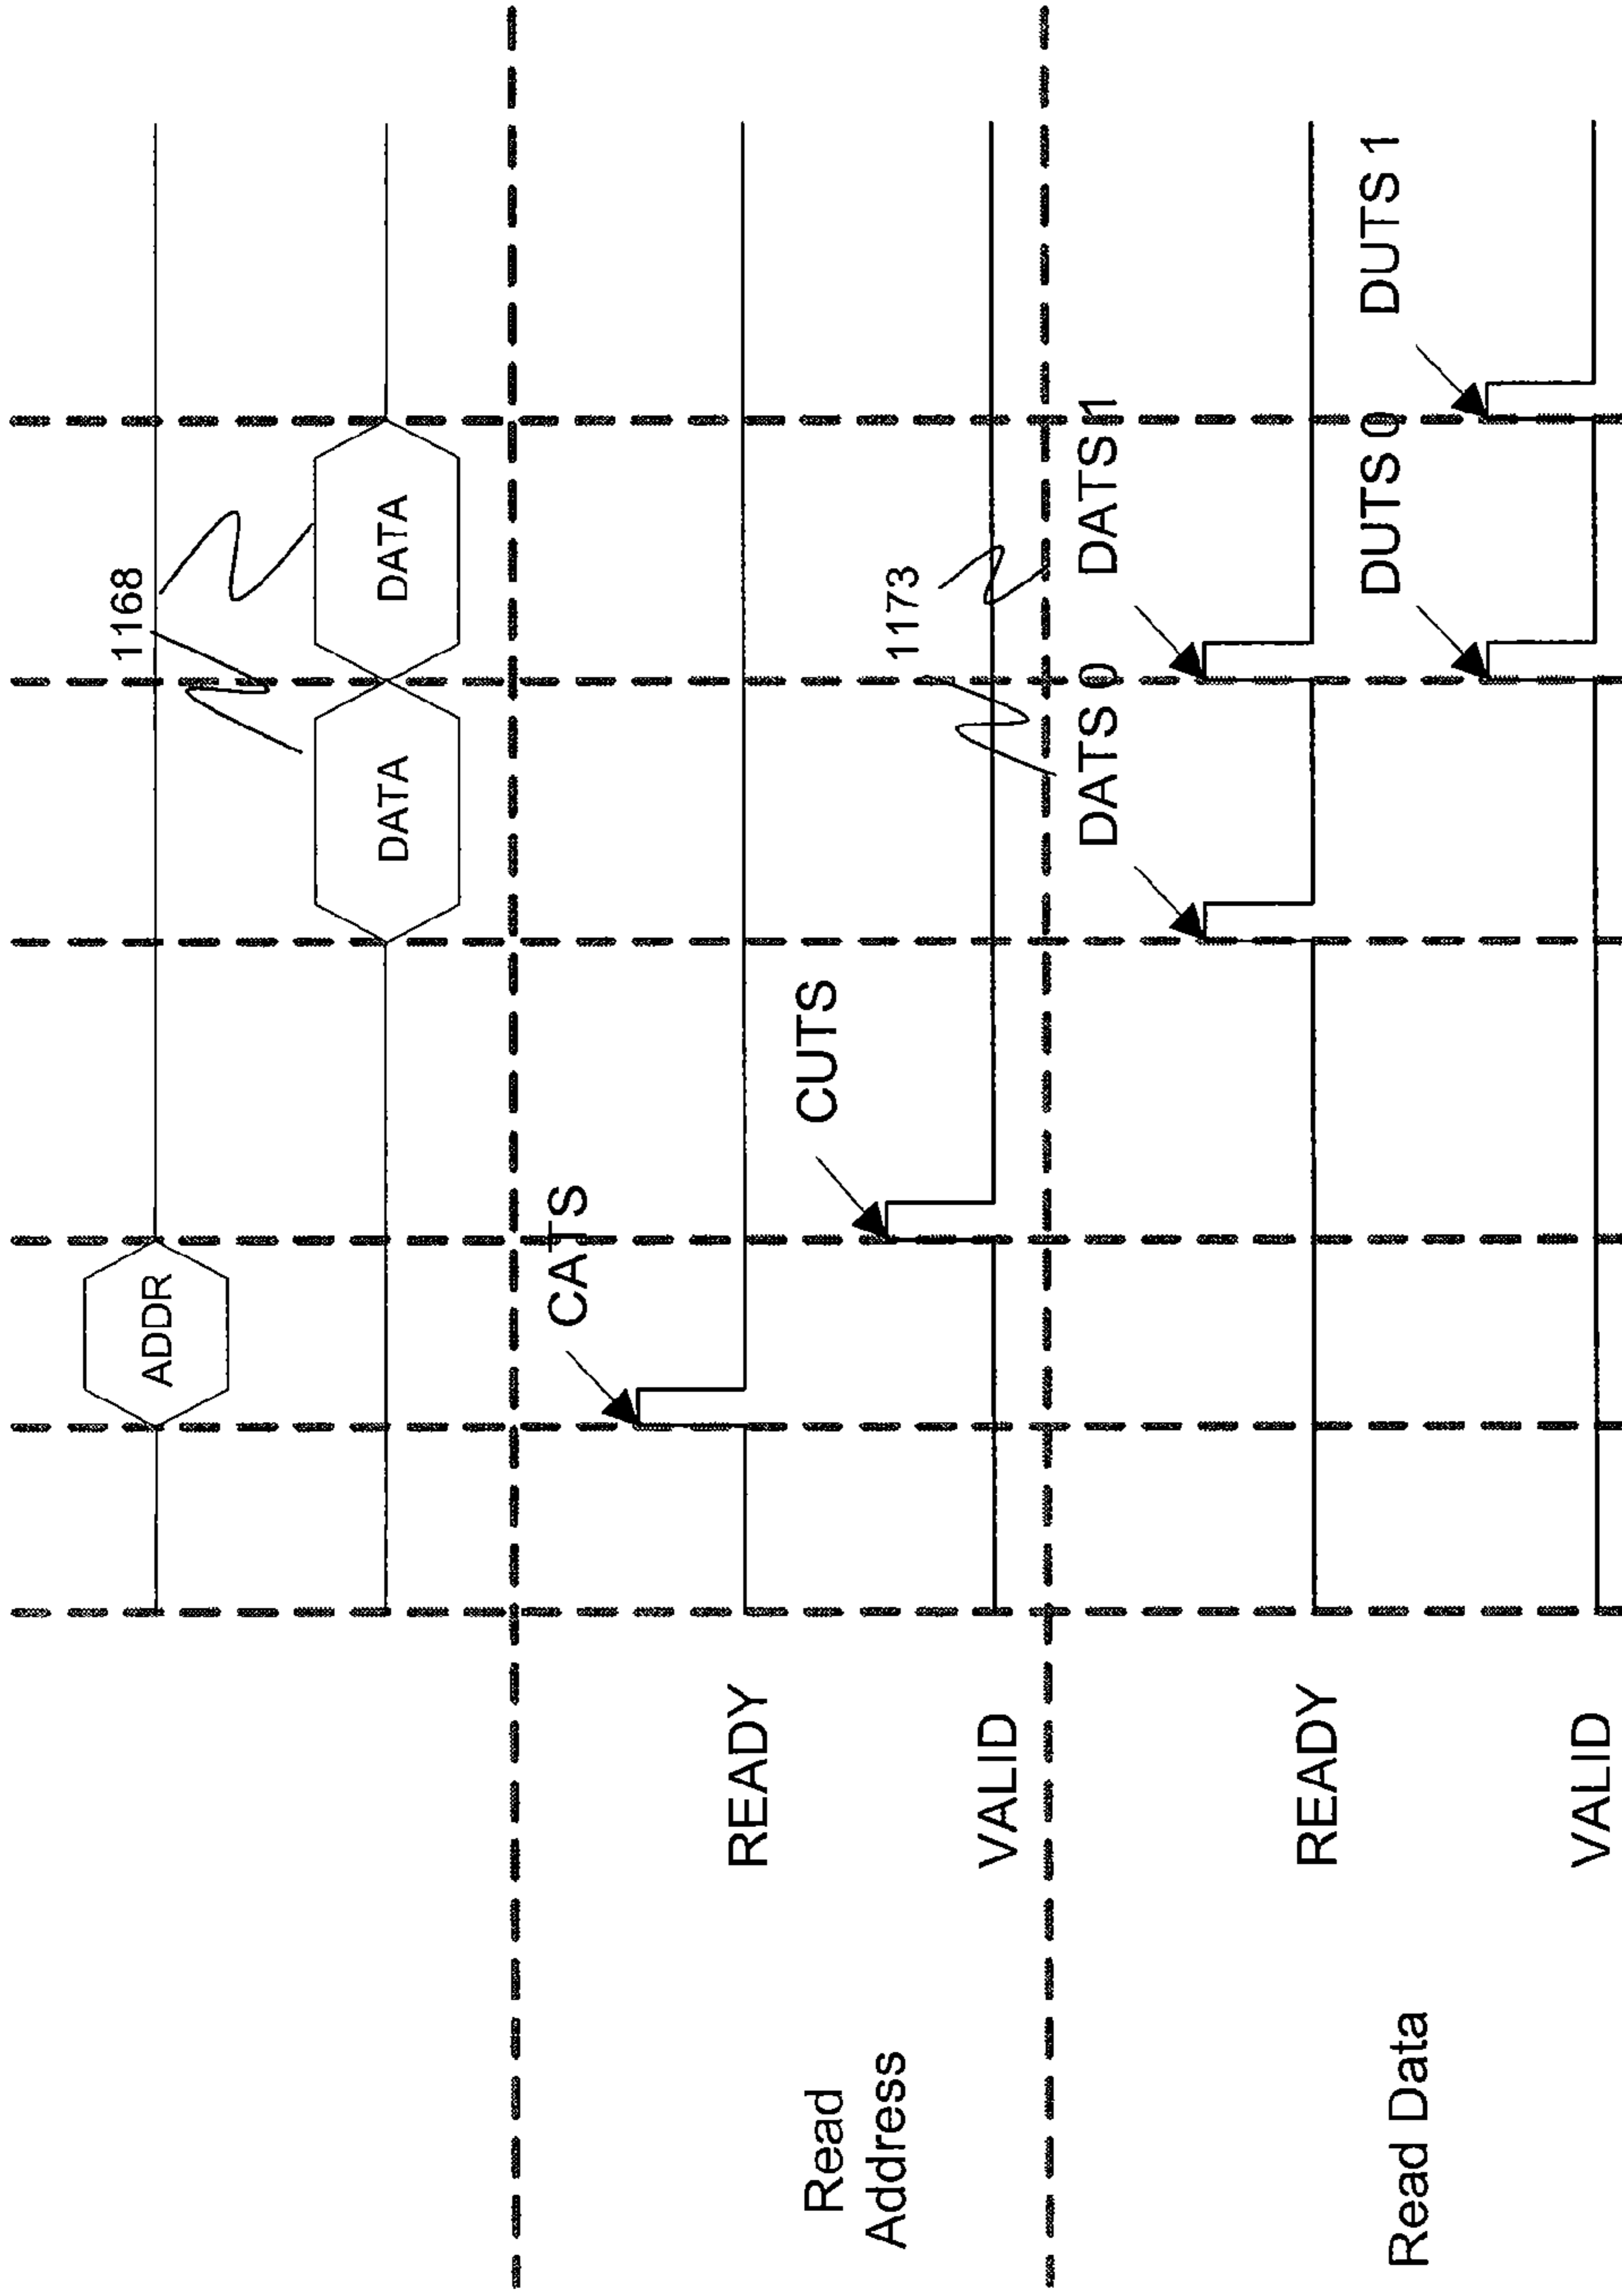 1168
ADDR
DATA
DATA
CATS
READY
CUTS
Read
Address
1173
VALID
DATS 0
DATS 1
READY
DUTS 0
DUTS 1
Read Data
VALID